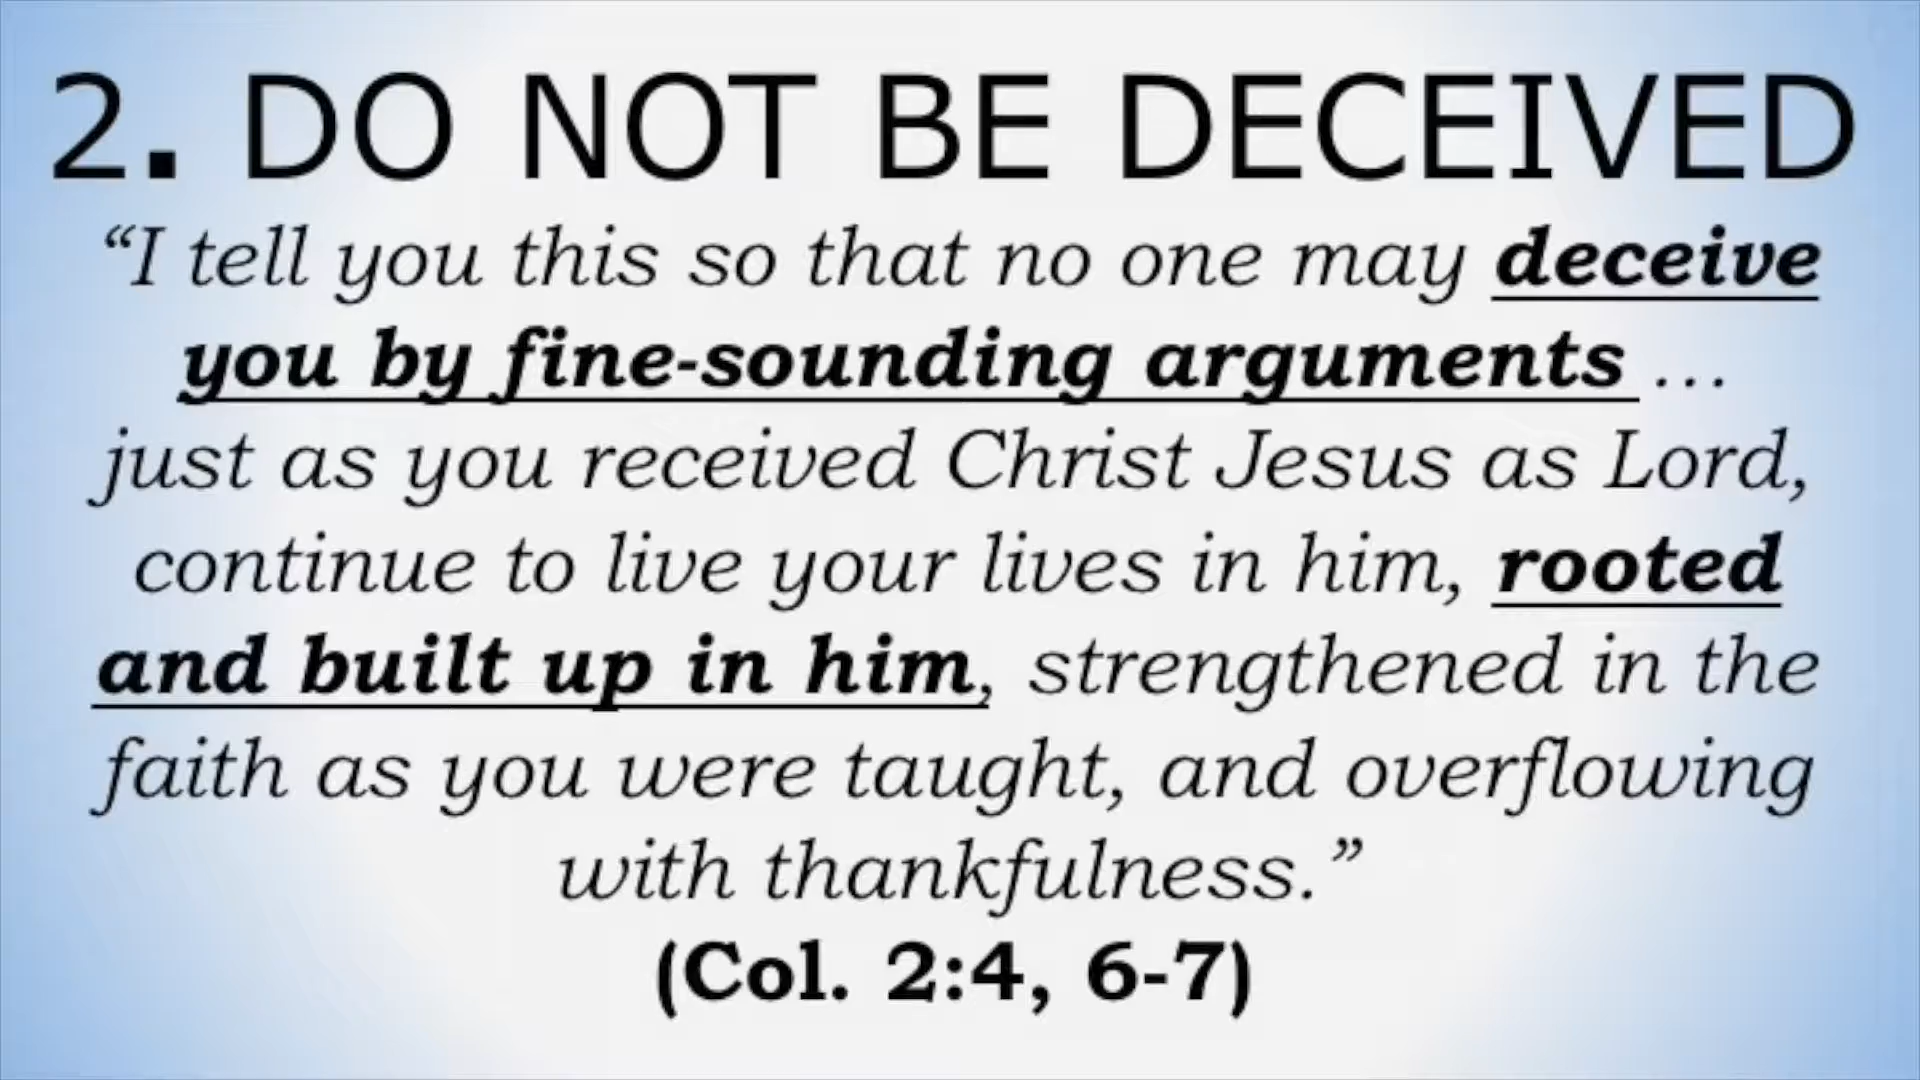 2. DO NOT BE DECEIVED
“I tell you this so that no one may deceive
you by fine-sounding arguments …
just as you received Christ Jesus as Lord,
continue to live your lives in him, rooted
and built up in him, strengthened in the
faith as you were taught, and overflowing
with thankfulness.”
(Col. 2:4, 6-7)